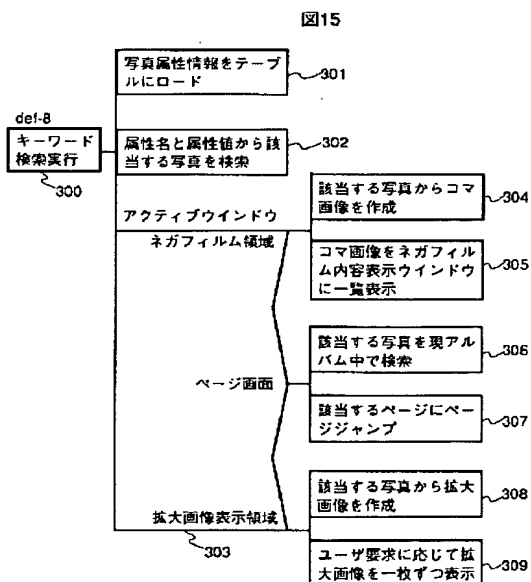 図15
写真属性情報をテーブ
ルにロード
301
def-8
キーワード
検索実行
300
属性名と属性値から該
当する写真を検索
302
アクティブウインドウ
ネガフィルム領域
該当する写真からコマ
画像を作成
304
コマ画像をネガフィル
ム内容表示ウインドウ
に一覧表示
305
ページ画面
該当する写真を現アル
バム中で検索
306
該当するページにペー
ジジャンプ
307
拡大画像表示領域
303
該当する写真から拡大
画像を作成
308
ユーザ要求に応じて拡
大画像を一枚ずつ表示
309